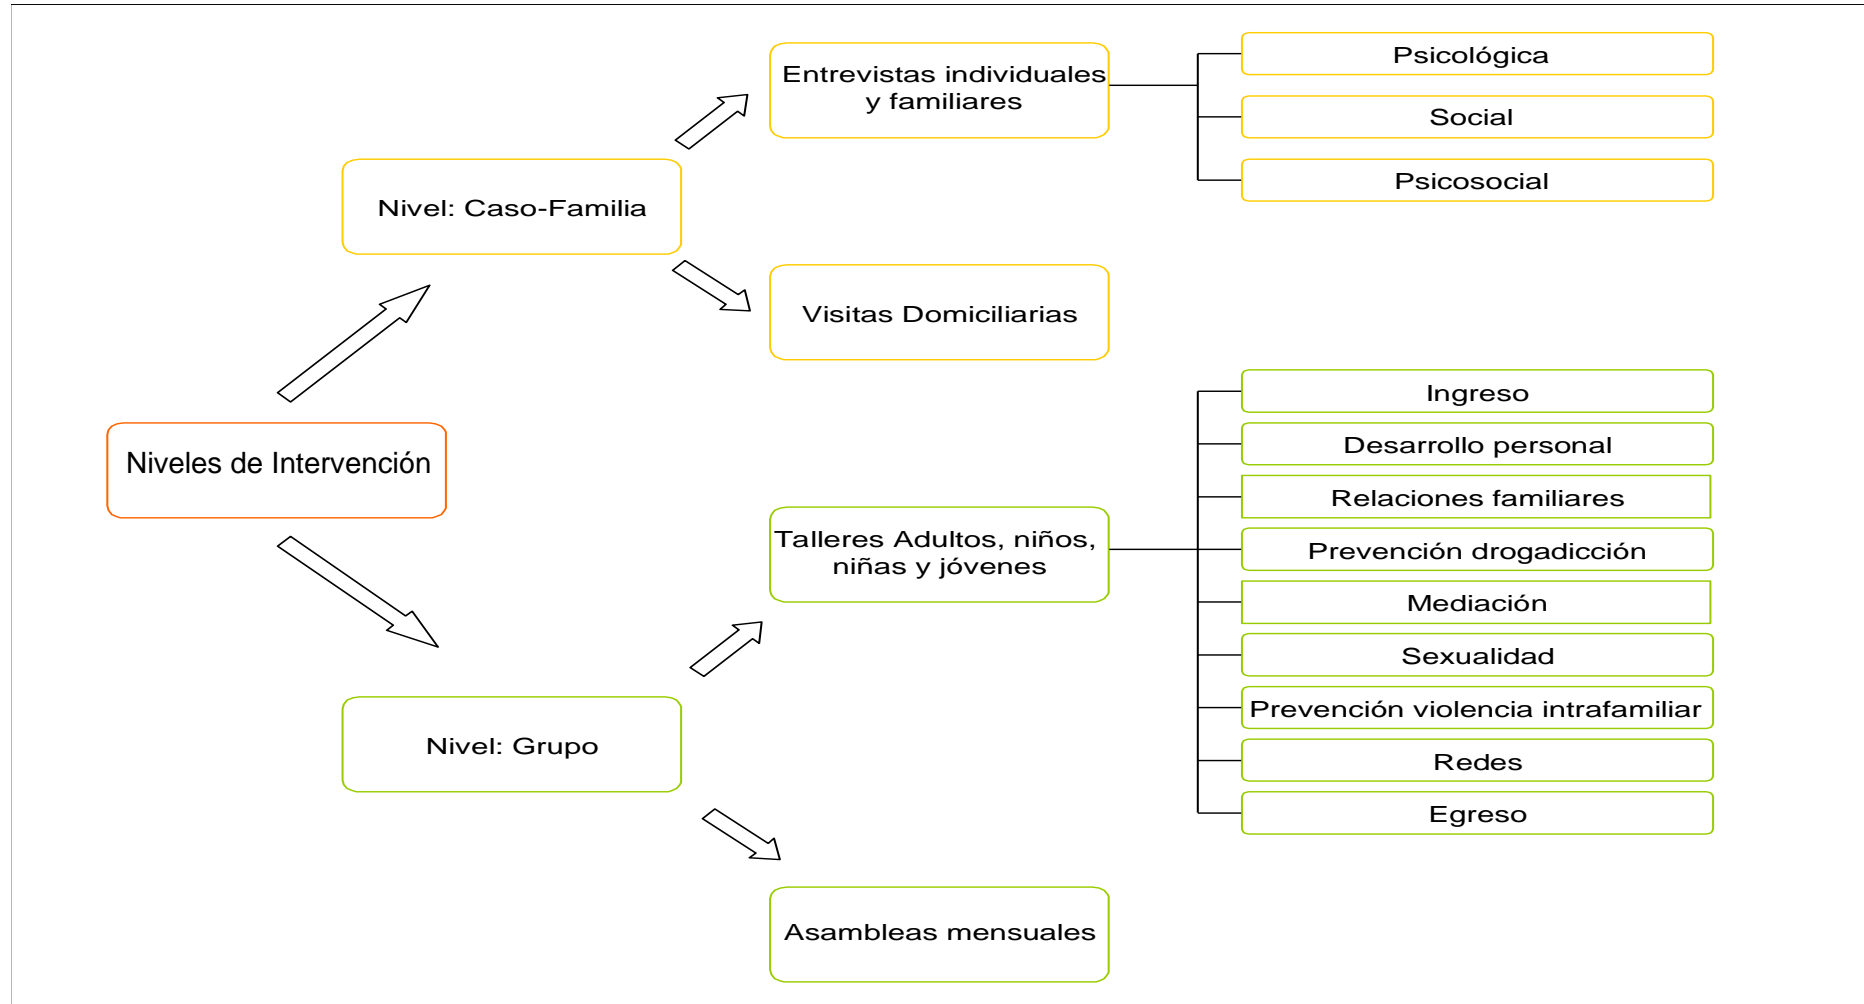 Niveles de Intervención
Nivel: Caso-Familia
Entrevistas individuales
y familiares
Psicológica
Social
Psicosocial
Visitas Domiciliarias
Nivel: Grupo
Talleres Adultos, niños,
niñas y jóvenes
Ingreso
Desarrollo personal
Relaciones familiares
Prevención drogadicción
Mediación
Sexualidad
Prevención violencia intrafamiliar
Redes
Egreso
Asambleas mensuales